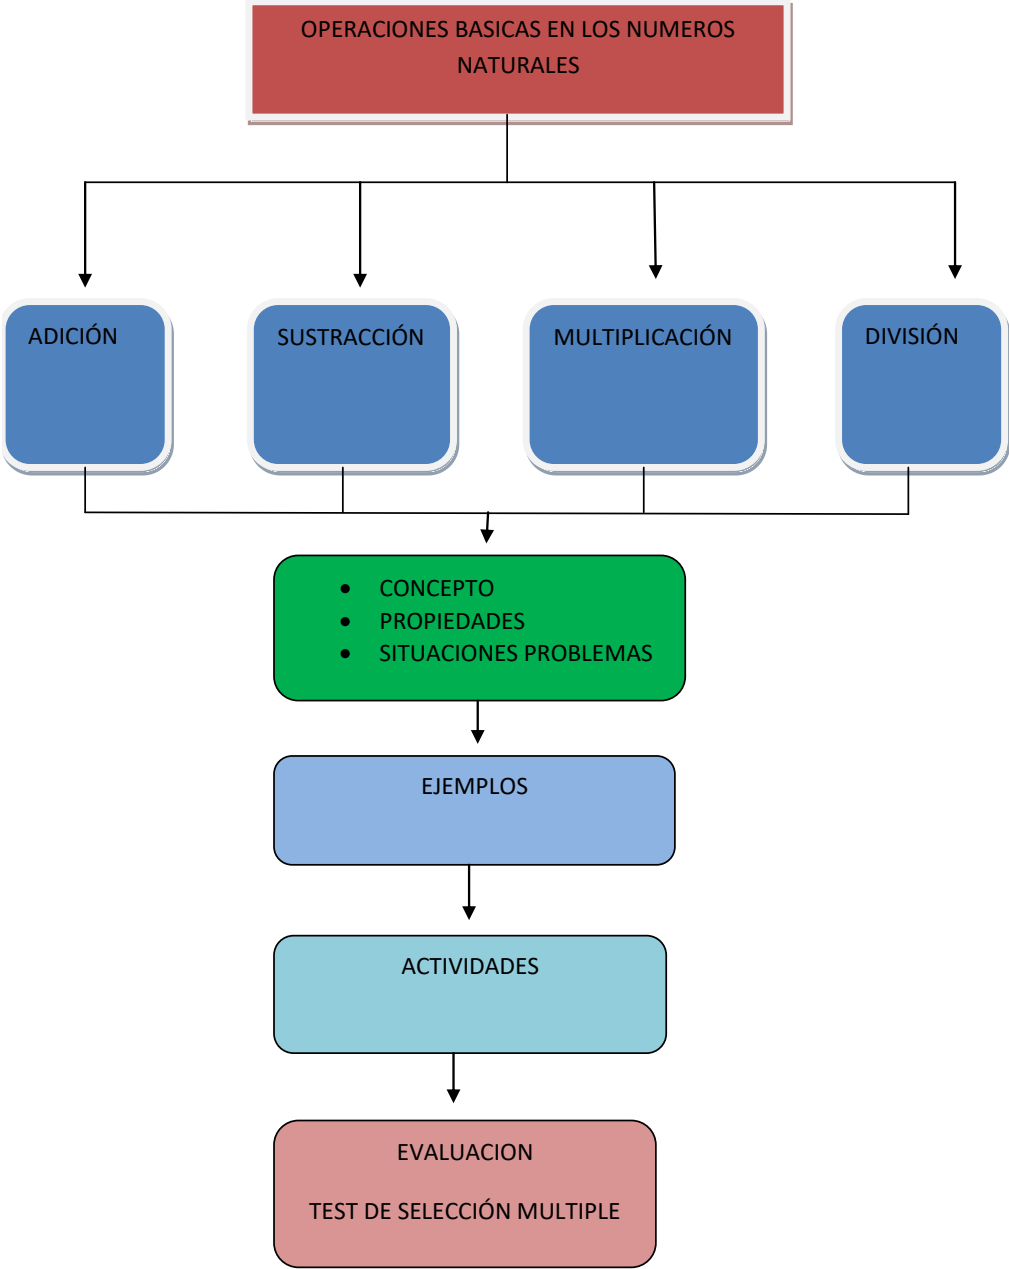 OPERACIONES BASICAS EN LOS NUMEROS
NATURALES
ADICIÓN
SUSTRACCIÓN
MULTIPLICACIÓN
DIVISIÓN
• CONCEPTO
• PROPIEDADES
• SITUACIONES PROBLEMAS
EJEMPLOS
ACTIVIDADES
EVALUACION
TEST DE SELECCIÓN MULTIPLE